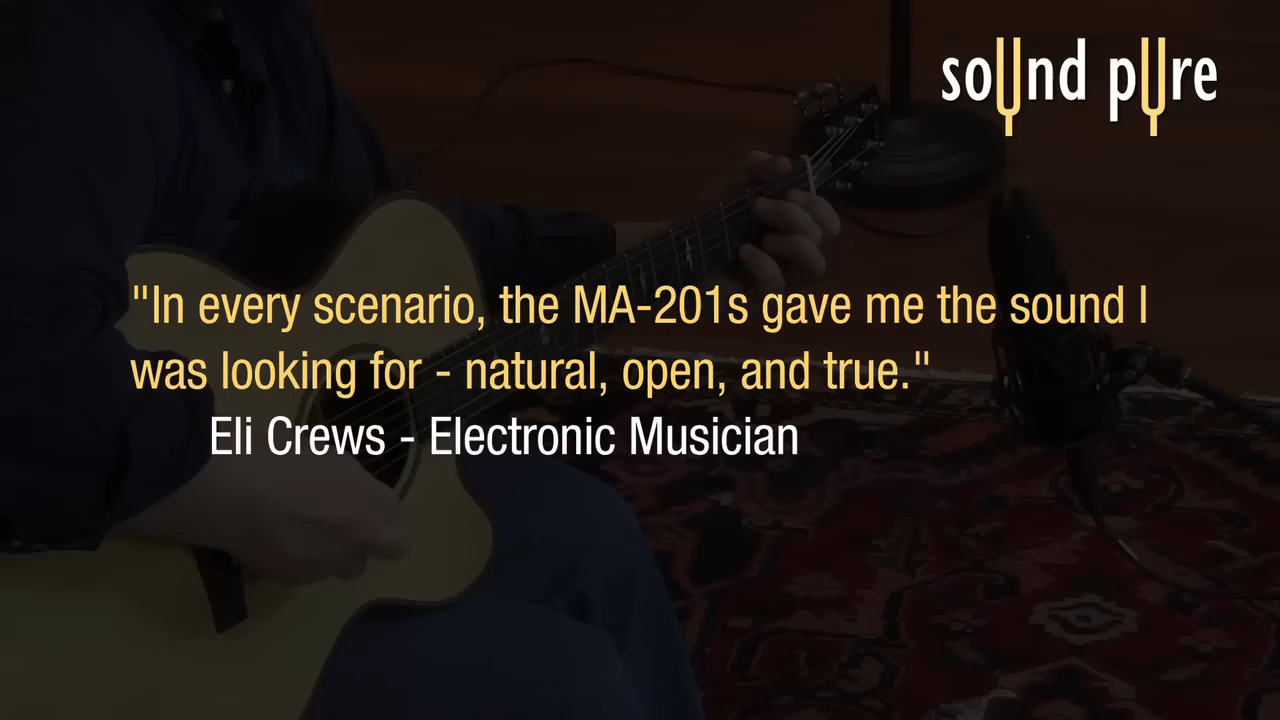 sound pure
"In every scenario, the MA-201s gave me the sound I
was looking for - natural, open, and true."
Eli Crews - Electronic Musician